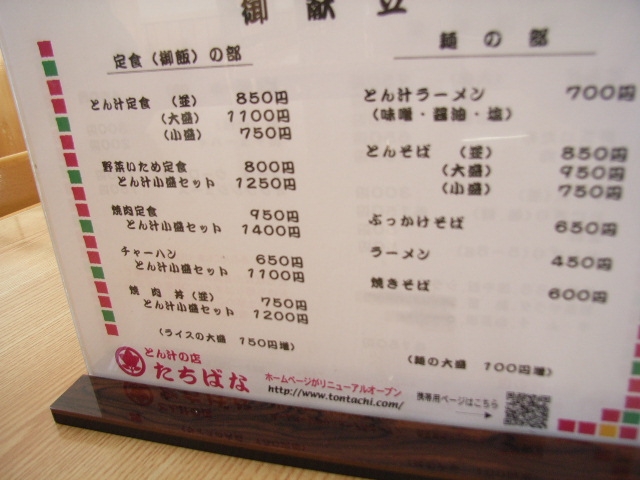 御献立
定食（御飯）の部
とん汁定食 （並） 850円
（大盛） 1100円
（小盛） 750円
野菜いため定食 800円
とん汁小盛セット 1250円
焼肉定食 950円
とん汁小盛セット 1400円
チャーハン 650円
とん汁小盛セット 1100円
焼肉丼（並） 750円
とん汁小盛セット 1200円
（ライスの大盛 150円増）
麺の部
とん汁ラーメン 700円
（味噌・醤油・塩）
とんそば （並） 850円
（大盛） 950円
（小盛） 750円
ぶっかけそば 650円
ラーメン 450円
焼きそば 600円
（麺の大盛 100円増）
とん汁の店
たちばな
ホームページがリニューアルオープン
http://www.tontachi.com/
携帯用ページはこちら